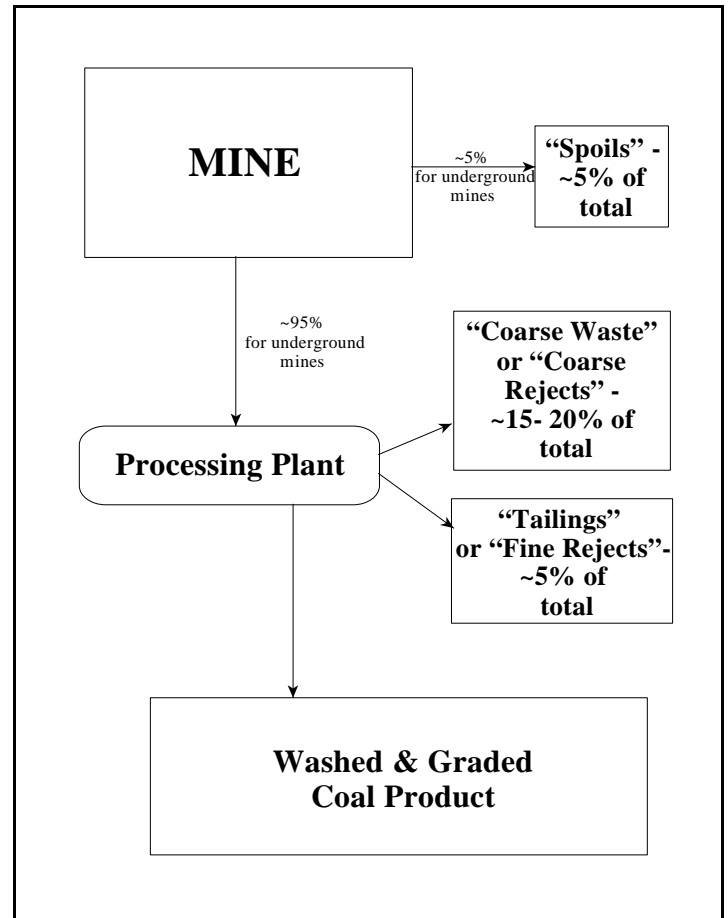 MINE
~5%
for underground
mines
“Spoils” -
~5% of
total
~95%
for underground
mines
“Coarse Waste”
or “Coarse
Rejects” -
~15- 20% of
total
Processing Plant
“Tailings”
or “Fine Rejects”-
~5% of
total
Washed & Graded
Coal Product